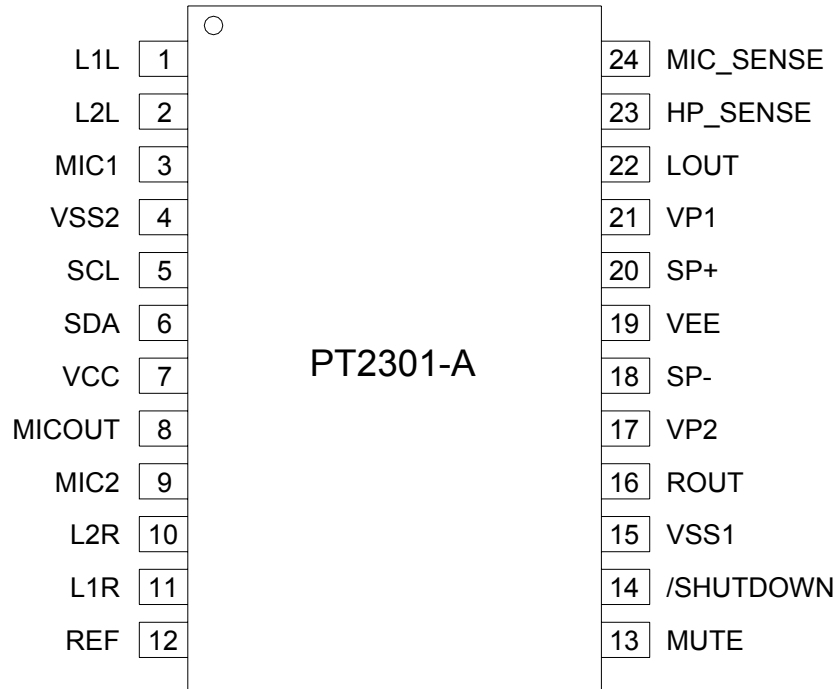 L1L 1 24 MIC_SENSE
L2L 2 23 HP_SENSE
MIC1 3 22 LOUT
VSS2 4 21 VP1
SCL 5 20 SP+
SDA 6 19 VEE
PT2301-A
VCC 7 18 SP-
MICOUT 8 17 VP2
MIC2 9 16 ROUT
L2R 10 15 VSS1
L1R 11 14 /SHUTDOWN
REF 12 13 MUTE